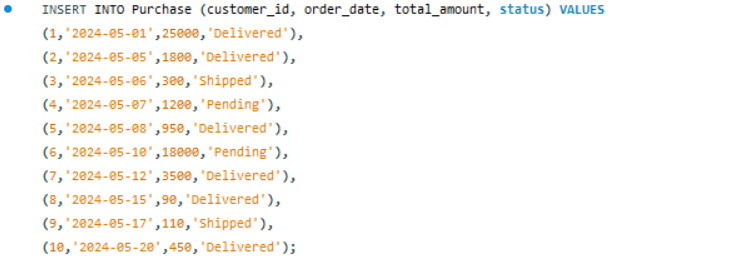 INSERT INTO Purchase (customer_id, order_date, total_amount, status) VALUES
(1,'2024-05-01',25000,'Delivered'),
(2,'2024-05-05',1800,'Delivered'),
(3,'2024-05-06',300,'Shipped'),
(4,'2024-05-07',1200,'Pending'),
(5,'2024-05-08',950,'Delivered'),
(6,'2024-05-10',18000,'Pending'),
(7,'2024-05-12',3500,'Delivered'),
(8,'2024-05-15',90,'Delivered'),
(9,'2024-05-17',110,'Shipped'),
(10,'2024-05-20',450,'Delivered');